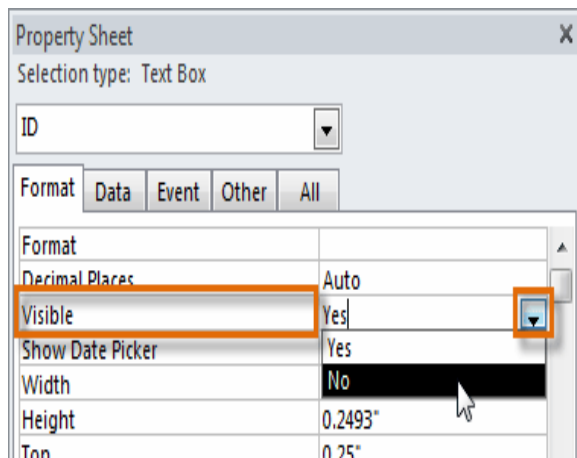 Property Sheet X
Selection type: Text Box
ID
Format Data Event Other All
Format
Decimal Places Auto
Visible Yes
Show Date Picker Yes
Width No
Height 0.2493"
Top 0.25"